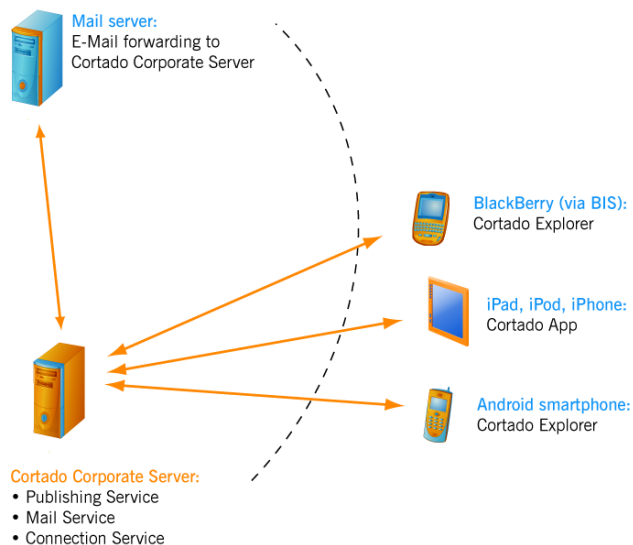 Mail server:
E-Mail forwarding to
Cortado Corporate Server
BlackBerry (via BIS):
Cortado Explorer
iPad, iPod, iPhone:
Cortado App
Android smartphone:
Cortado Explorer
Cortado Corporate Server:
• Publishing Service
• Mail Service
• Connection Service